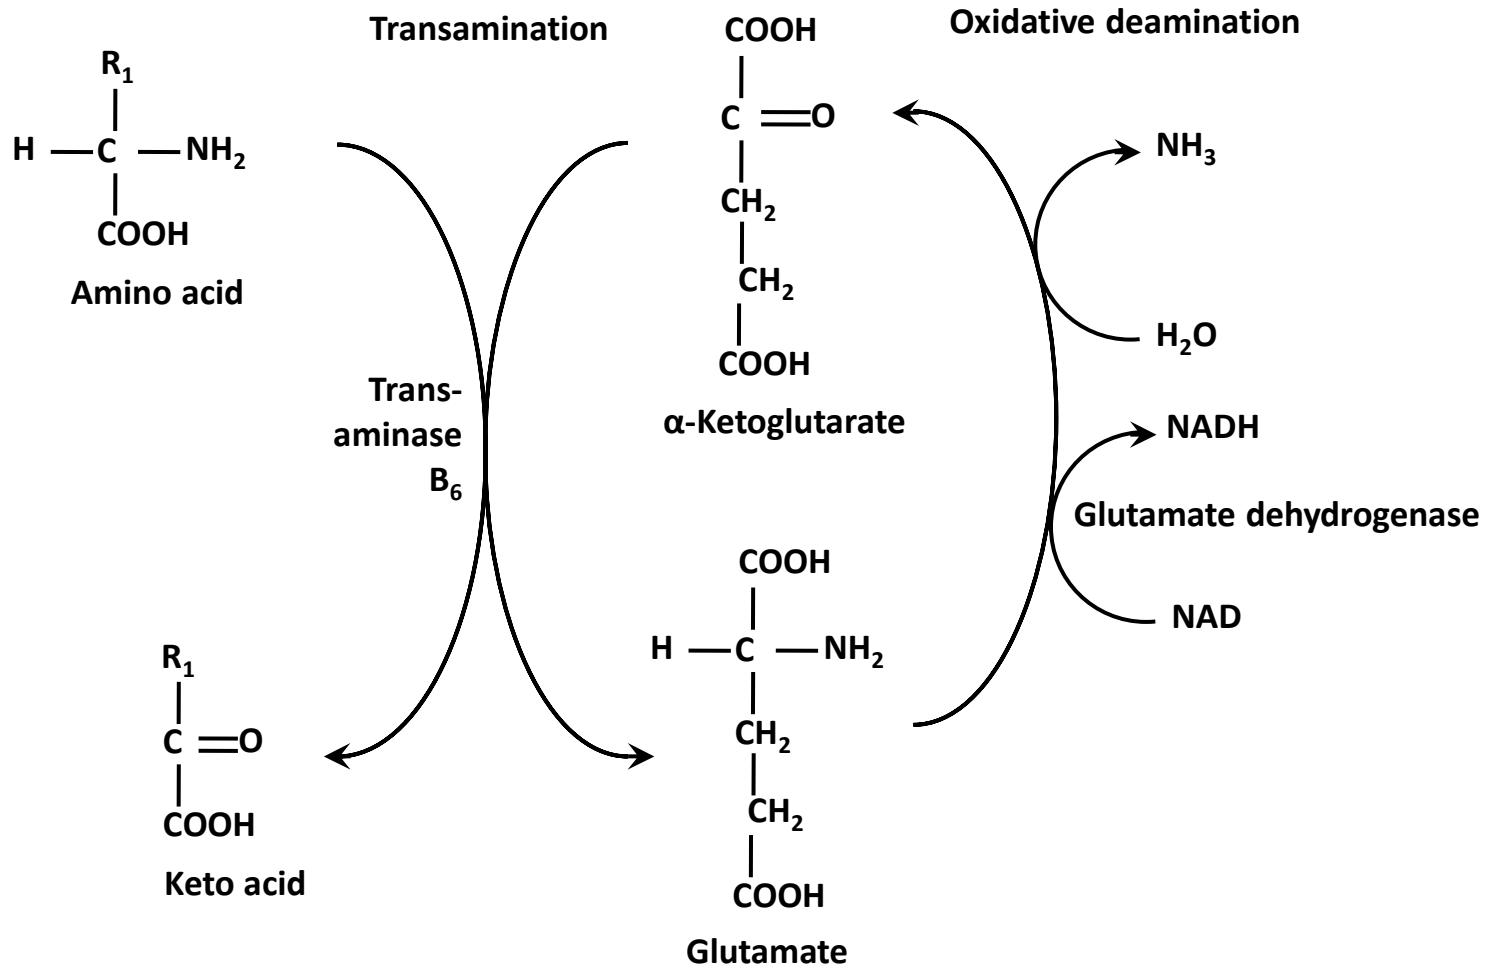 Transamination
Oxidative deamination
R₁
H C NH₂
COOH
Amino acid
COOH
C O
CH₂
CH₂
COOH
α-Ketoglutarate
NH₃
H₂O
Trans-
aminase
B₆
NADH
Glutamate dehydrogenase
NAD
R₁
C O
COOH
Keto acid
COOH
H C NH₂
CH₂
CH₂
COOH
Glutamate